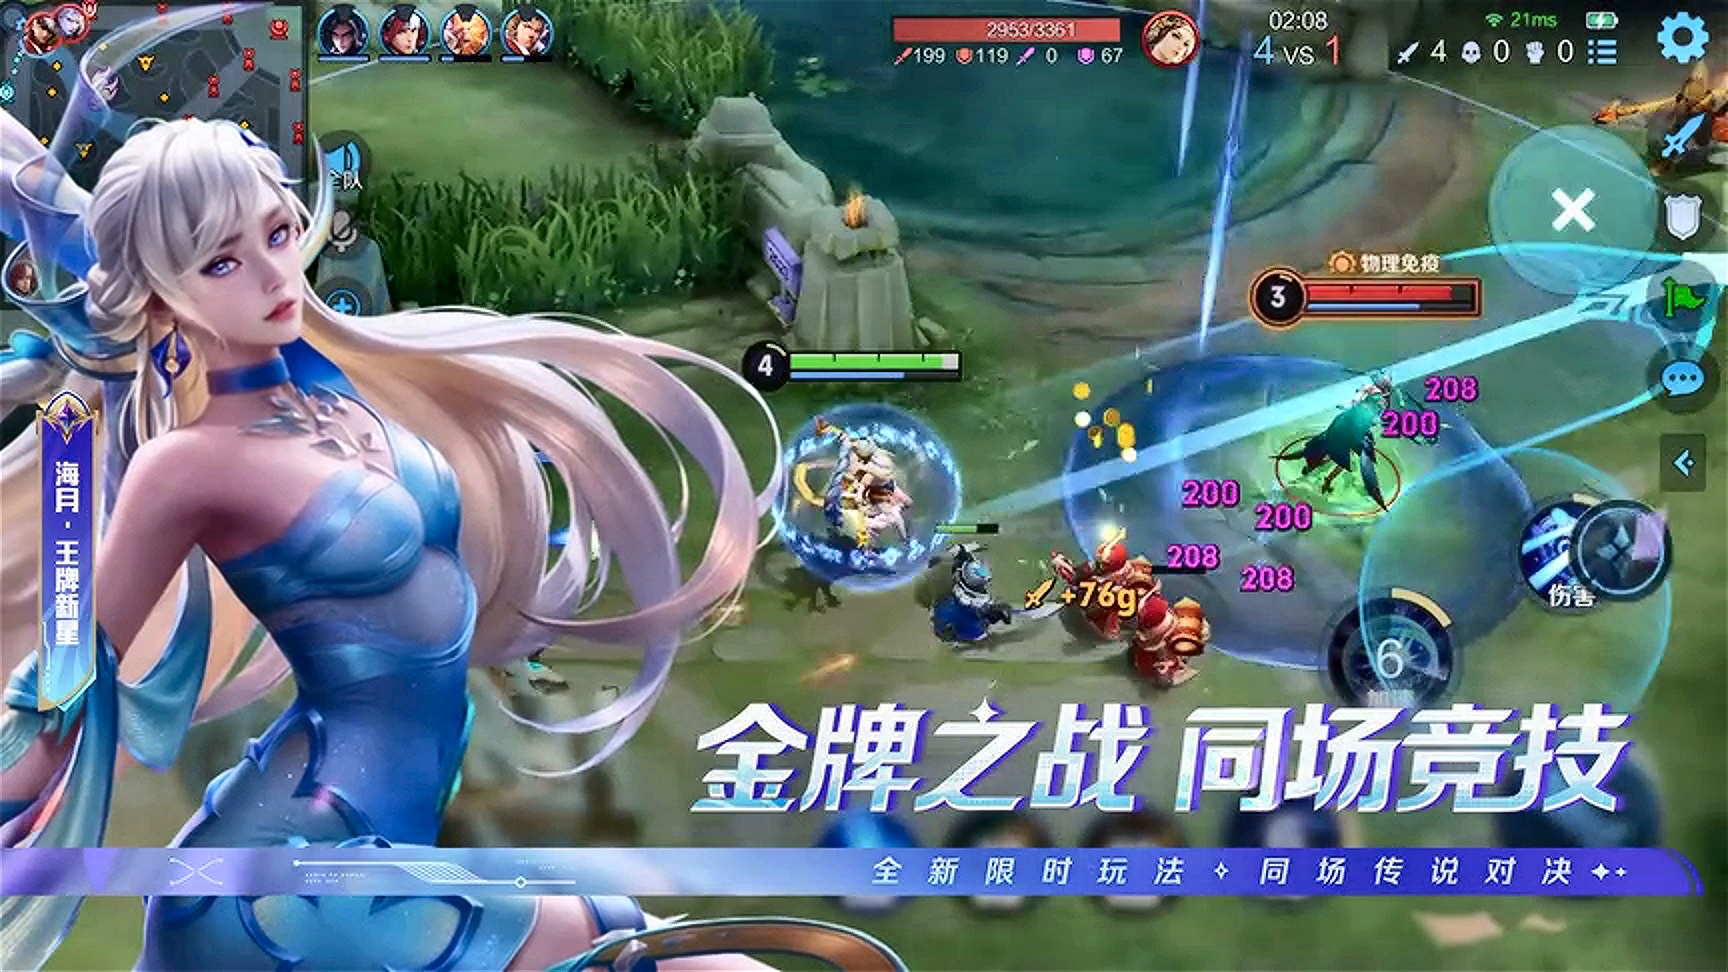 2953/3361
199 119 0 67
02:08
4 VS 1
21ms
4 0 0
全队
物理免疫
3
4
208
200
200
200
208
208
+76g
伤害
6
海月·王牌新星
金牌之战 同场竞技
全新限时玩法 同场传说对决